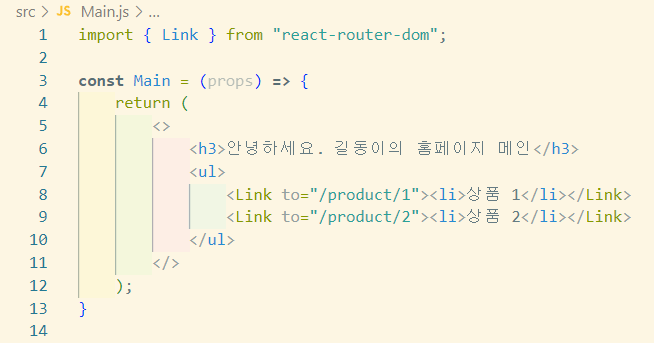 src > JS Main.js > ...
1 import { Link } from "react-router-dom";
2
3 const Main = (props) => {
4     return (
5         <>
6             <h3>안녕하세요. 길동이의 홈페이지 메인</h3>
7             <ul>
8                 <Link to="/product/1"><li>상품 1</li></Link>
9                 <Link to="/product/2"><li>상품 2</li></Link>
10             </ul>
11         </>
12     );
13 }
14